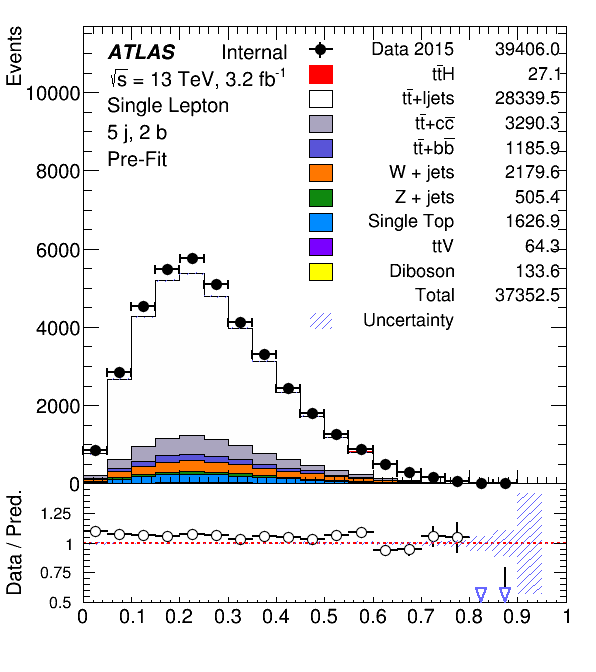 ATLAS Internal
√s = 13 TeV, 3.2 fb⁻¹
Single Lepton
5 j, 2 b
Pre-Fit
Data 2015 39406.0
tt̄H 27.1
tt̄+ljets 28339.5
tt̄+cc̄ 3290.3
tt̄+bb̄ 1185.9
W + jets 2179.6
Z + jets 505.4
Single Top 1626.9
ttV 64.3
Diboson 133.6
Total 37352.5
Uncertainty
Events
10000
8000
6000
4000
2000
0
Data / Pred.
1.25
1
0.75
0.5
0 0.1 0.2 0.3 0.4 0.5 0.6 0.7 0.8 0.9 1